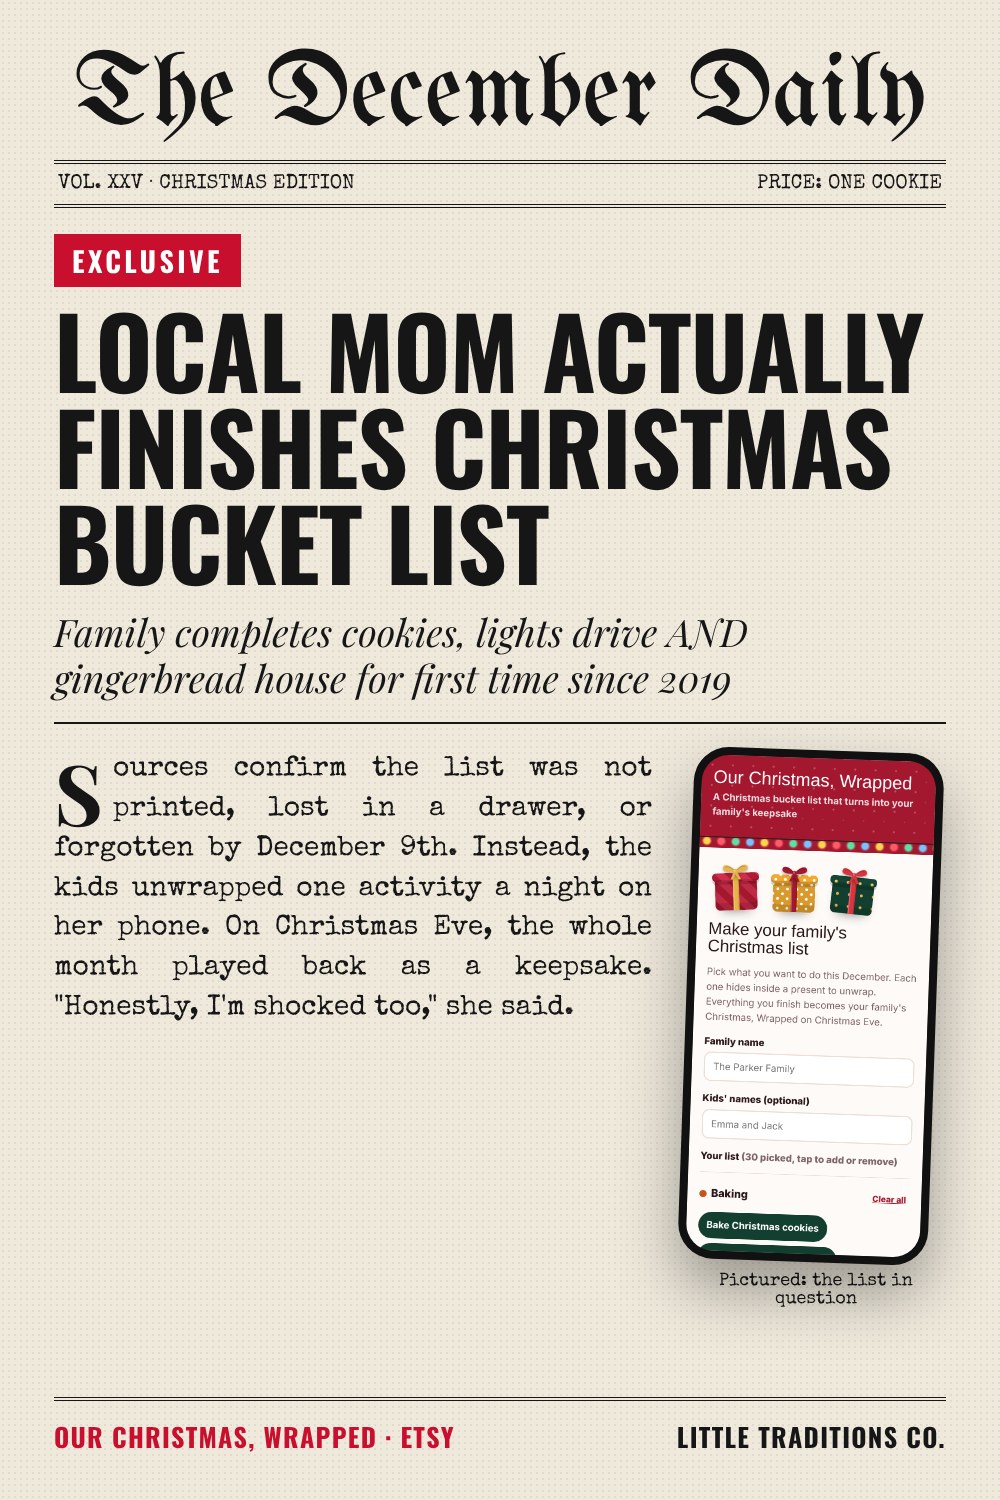 The December Daily
VOL. XXV · CHRISTMAS EDITION
PRICE: ONE COOKIE
EXCLUSIVE
LOCAL MOM ACTUALLY
FINISHES CHRISTMAS
BUCKET LIST
Family completes cookies, lights drive AND
gingerbread house for first time since 2019
Sources confirm the list was not
printed, lost in a drawer, or
forgotten by December 9th. Instead, the
kids unwrapped one activity a night on
her phone. On Christmas Eve, the whole
month played back as a keepsake.
"Honestly, I'm shocked too," she said.
Our Christmas, Wrapped
A Christmas bucket list that turns into your
family's keepsake
Make your family's
Christmas list
Pick what you want to do this December. Each
one hides inside a present to unwrap.
Everything you finish becomes your family's
Christmas, Wrapped on Christmas Eve.
Family name
The Parker Family
Kids' names (optional)
Emma and Jack
Your list (30 picked, tap to add or remove)
Baking
Clear all
Bake Christmas cookies
Pictured: the list in
question
OUR CHRISTMAS, WRAPPED · ETSY
LITTLE TRADITIONS CO.